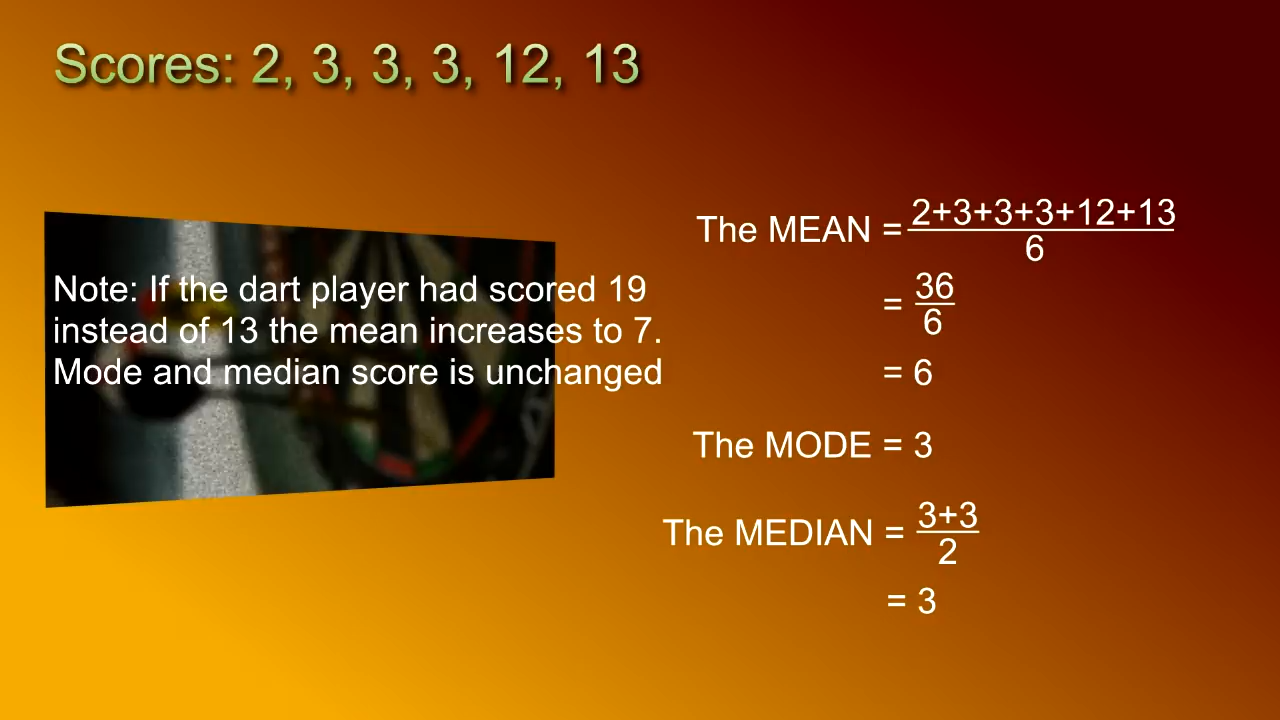 Scores: 2, 3, 3, 3, 12, 13
Note: If the dart player had scored 19
instead of 13 the mean increases to 7.
Mode and median score is unchanged
The MEAN = 2+3+3+3+12+13
6
= 36
6
= 6
The MODE = 3
The MEDIAN = 3+3
2
= 3